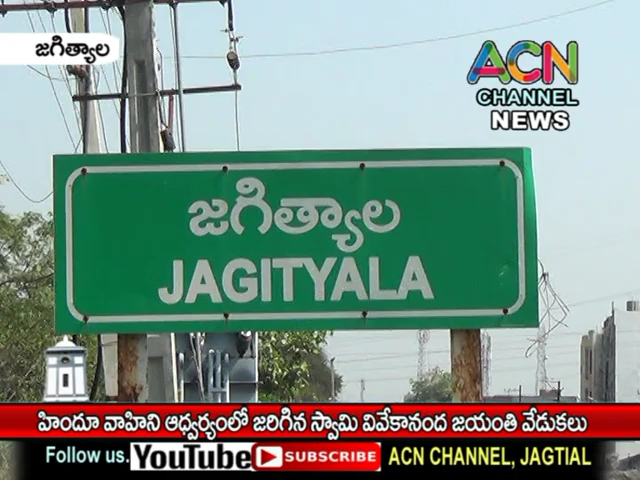 జగిత్యాల
ACN
CHANNEL
NEWS
జగిత్యాల
JAGITYALA
హిందూ వాహిని ఆధ్వర్యంలో జరిగిన స్వామి వివేకానంద జయంతి వేడుకలు
Follow us. YouTube SUBSCRIBE ACN CHANNEL, JAGTIAL